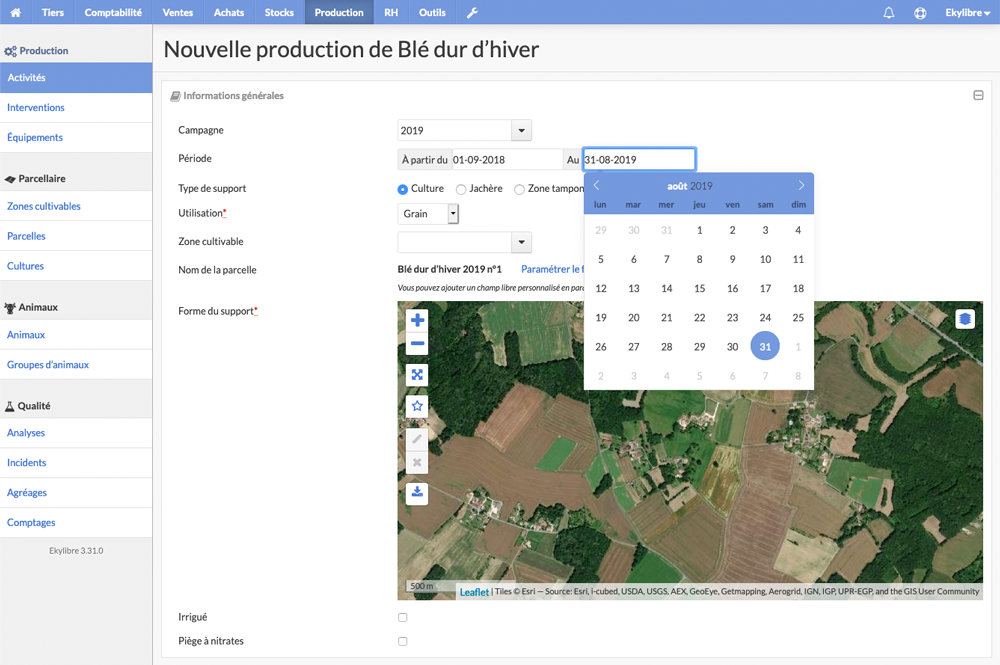 Tiers Comptabilité Ventes Achats Stocks Production RH Outils Ekylibre
Production
Activités
Interventions
Équipements
Parcellaire
Zones cultivables
Parcelles
Cultures
Animaux
Animaux
Groupes d'animaux
Qualité
Analyses
Incidents
Agréages
Comptages
Ekylibre 3.31.0
Nouvelle production de Blé dur d'hiver
Informations générales
Campagne 2019
Période À partir du 01-09-2018 Au 31-08-2019
Type de support Culture Jachère Zone tampon
Utilisation* Grain
Zone cultivable
Nom de la parcelle Blé dur d'hiver 2019 n°1 Paramétrer le
Vous pouvez ajouter un champ libre personnalisé en
Forme du support*
août 2019
lun mar mer jeu ven sam dim
29 30 31 1 2 3 4
5 6 7 8 9 10 11
12 13 14 15 16 17 18
19 20 21 22 23 24 25
26 27 28 29 30 31 1
2 3 4 5 6 7 8
500 m
Leaflet | Tiles © Esri — Source: Esri, i-cubed, USDA, USGS, AEX, GeoEye, Getmapping, Aerogrid, IGN, IGP, UPR-EGP, and the GIS User Community
Irrigué
Piège à nitrates